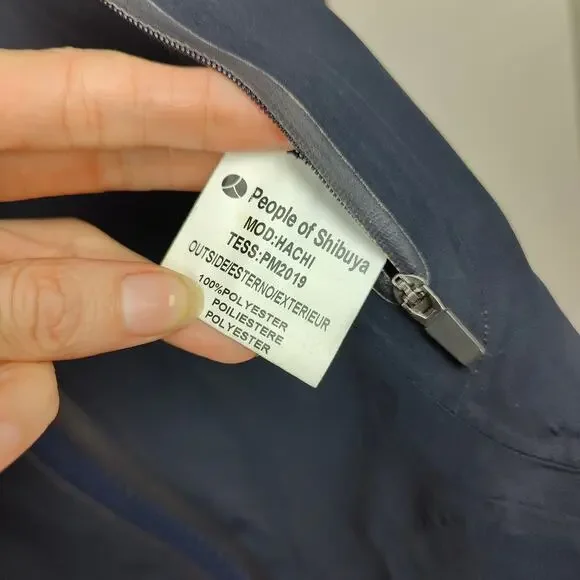 People of Shibuya
MOD:HACHI
TESS:PM2019
OUTSIDE/ESTERNO/EXTERIEUR
100%POLYESTER
POILIESTERE
POLYESTER